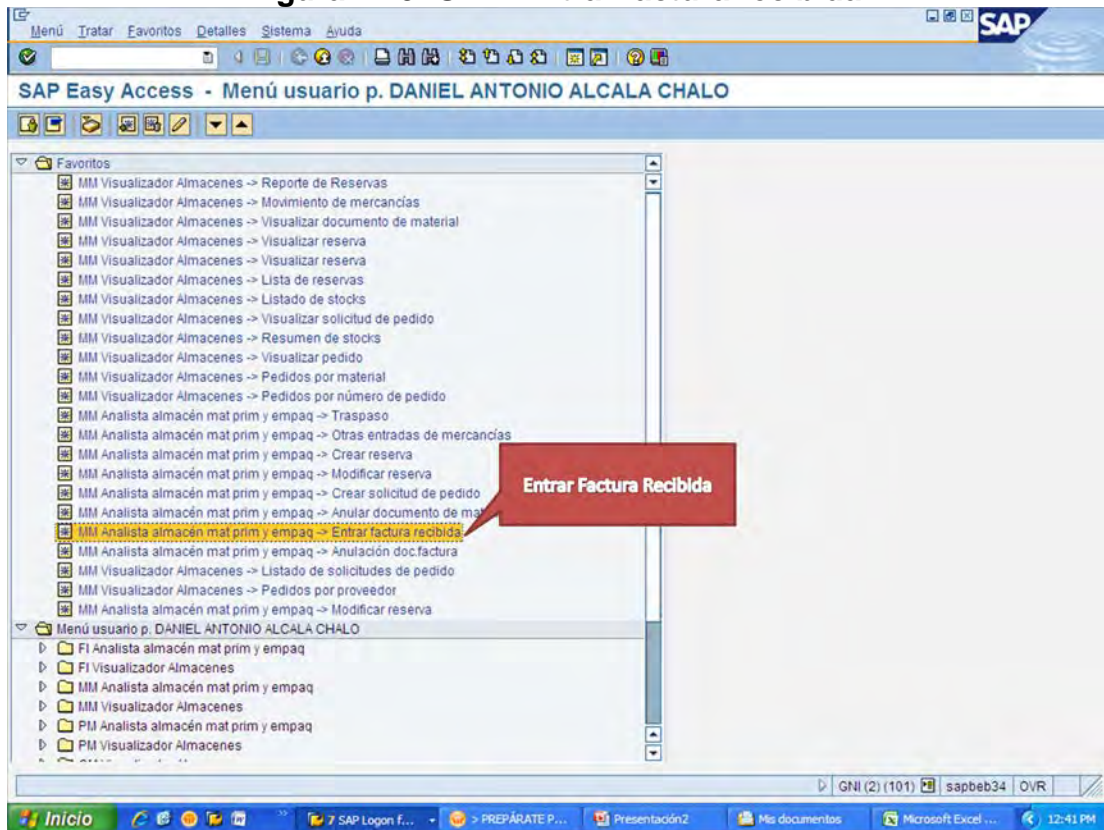 Menú Tratar Favoritos Detalles Sistema Ayuda
SAP
SAP Easy Access - Menú usuario p. DANIEL ANTONIO ALCALA CHALO
Favoritos
MM Visualizador Almacenes -> Reporte de Reservas
MM Visualizador Almacenes -> Movimiento de mercancías
MM Visualizador Almacenes -> Visualizar documento de material
MM Visualizador Almacenes -> Visualizar reserva
MM Visualizador Almacenes -> Visualizar reserva
MM Visualizador Almacenes -> Lista de reservas
MM Visualizador Almacenes -> Listado de stocks
MM Visualizador Almacenes -> Visualizar solicitud de pedido
MM Visualizador Almacenes -> Resumen de stocks
MM Visualizador Almacenes -> Visualizar pedido
MM Visualizador Almacenes -> Pedidos por material
MM Visualizador Almacenes -> Pedidos por número de pedido
MM Analista almacén mat prim y empaq -> Traspaso
MM Analista almacén mat prim y empaq -> Otras entradas de mercancías
MM Analista almacén mat prim y empaq -> Crear reserva
MM Analista almacén mat prim y empaq -> Modificar reserva
MM Analista almacén mat prim y empaq -> Crear solicitud de pedido
Entrar Factura Recibida
MM Analista almacén mat prim y empaq -> Anular documento de mat
MM Analista almacén mat prim y empaq -> Entrar factura recibida
MM Analista almacén mat prim y empaq -> Anulación doc.factura
MM Visualizador Almacenes -> Listado de solicitudes de pedido
MM Visualizador Almacenes -> Pedidos por proveedor
MM Analista almacén mat prim y empaq -> Modificar reserva
Menú usuario p. DANIEL ANTONIO ALCALA CHALO
FI Analista almacén mat prim y empaq
FI Visualizador Almacenes
MM Analista almacén mat prim y empaq
MM Visualizador Almacenes
PM Analista almacén mat prim y empaq
PM Visualizador Almacenes
GNI (2) (101) sapbeb34 OVR
Inicio 7 SAP Logon f... > PREPÁRATE P... Presentación2 Mis documentos Microsoft Excel ... 12:41 PM